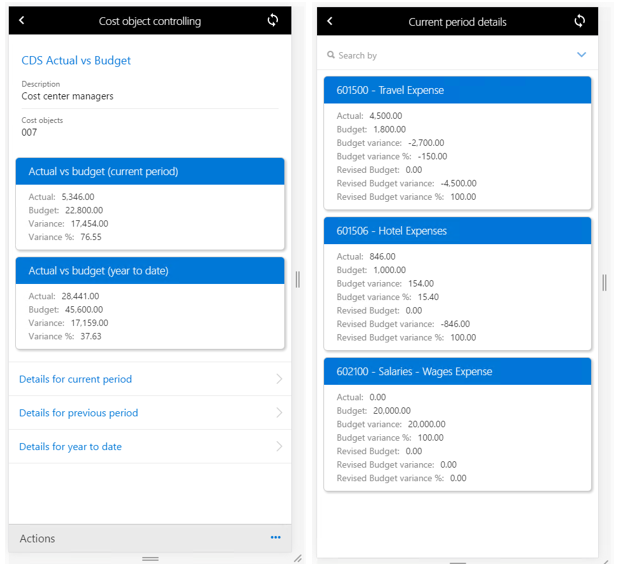 Cost object controlling
CDS Actual vs Budget
Description
Cost center managers
Cost objects
007
Actual vs budget (current period)
Actual: 5,346.00
Budget: 22,800.00
Variance: 17,454.00
Variance %: 76.55
Actual vs budget (year to date)
Actual: 28,441.00
Budget: 45,600.00
Variance: 17,159.00
Variance %: 37.63
Details for current period
Details for previous period
Details for year to date
Actions
Current period details
Search by
601500 - Travel Expense
Actual: 4,500.00
Budget: 1,800.00
Budget variance: -2,700.00
Budget variance %: -150.00
Revised Budget: 0.00
Revised Budget variance: -4,500.00
Revised Budget variance %: 100.00
601506 - Hotel Expenses
Actual: 846.00
Budget: 1,000.00
Budget variance: 154.00
Budget variance %: 15.40
Revised Budget: 0.00
Revised Budget variance: -846.00
Revised Budget variance %: 100.00
602100 - Salaries - Wages Expense
Actual: 0.00
Budget: 20,000.00
Budget variance: 20,000.00
Budget variance %: 100.00
Revised Budget: 0.00
Revised Budget variance: 0.00
Revised Budget variance %: 0.00